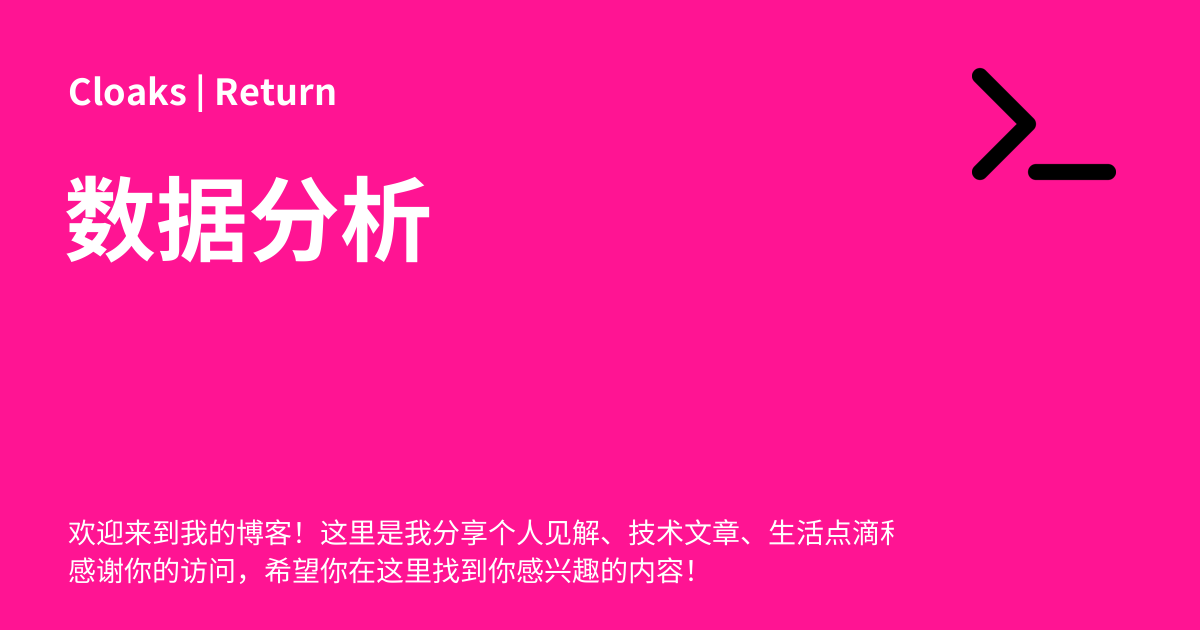 Cloaks | Return
数据分析
欢迎来到我的博客！这里是我分享个人见解、技术文章、生活点滴
感谢你的访问，希望你在这里找到你感兴趣的内容！